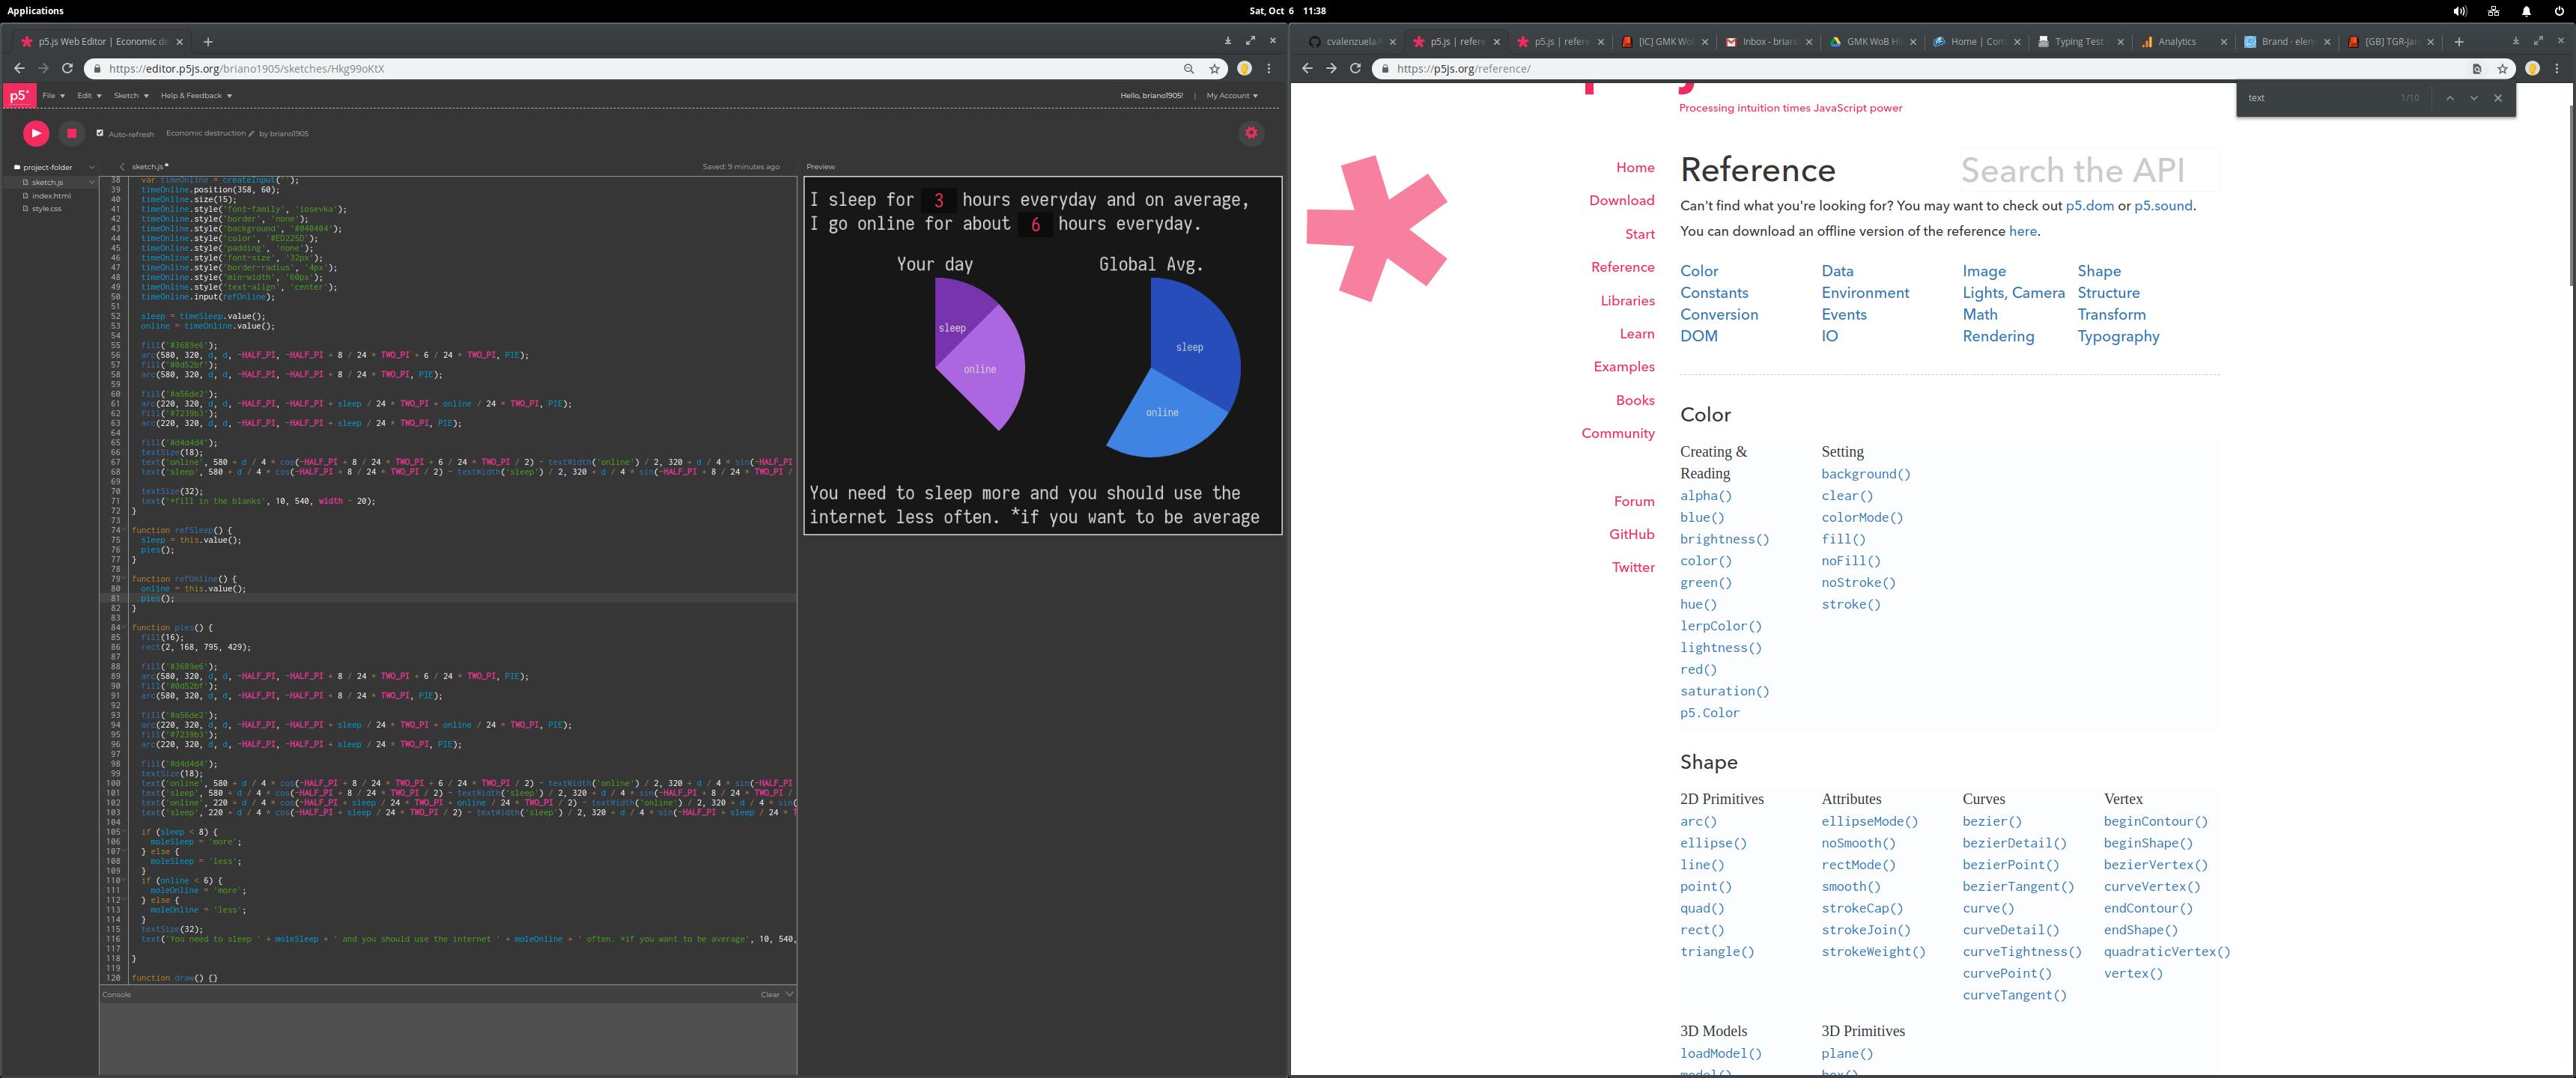 Applications
Sat, Oct 6 11:38
p5.js Web Editor | Economic de
https://editor.p5js.org/briano1905/sketches/Hkg99oKtX
p5*
File
Edit
Sketch
Help & Feedback
Hello, briano1905!
|
My Account
Auto-refresh
Economic destruction
by briano1905
project-folder
sketch.js
index.html
style.css
sketch.js
Saved: 9 minutes ago
Preview
38 var timeOnline = createInput('');
39 timeOnline.position(358, 60);
40 timeOnline.size(15);
41 timeOnline.style('font-family', 'iosevka');
42 timeOnline.style('border', 'none');
43 timeOnline.style('background', '#040404');
44 timeOnline.style('color', '#ED225D');
45 timeOnline.style('padding', 'none');
46 timeOnline.style('font-size', '32px');
47 timeOnline.style('border-radius', '4px');
48 timeOnline.style('min-width', '60px');
49 timeOnline.style('text-align', 'center');
50 timeOnline.input(refOnline);
51
52 sleep = timeSleep.value();
53 online = timeOnline.value();
54
55 fill('#3689e6');
56 arc(580, 320, d, d, -HALF_PI, -HALF_PI + 8 / 24 * TWO_PI + 6 / 24 * TWO_PI, PIE);
57 fill('#0d52bf');
58 arc(580, 320, d, d, -HALF_PI, -HALF_PI + 8 / 24 * TWO_PI, PIE);
59
60 fill('#a56de2');
61 arc(220, 320, d, d, -HALF_PI, -HALF_PI + sleep / 24 * TWO_PI + online / 24 * TWO_PI, PIE);
62 fill('#7239b3');
63 arc(220, 320, d, d, -HALF_PI, -HALF_PI + sleep / 24 * TWO_PI, PIE);
64
65 fill('#d4d4d4');
66 textSize(18);
67 text('online', 580 + d / 4 * cos(-HALF_PI + 8 / 24 * TWO_PI + 6 / 24 * TWO_PI / 2) - textWidth('online') / 2, 320 + d / 4 * sin(-HALF_PI
68 text('sleep', 580 + d / 4 * cos(-HALF_PI + 8 / 24 * TWO_PI / 2) - textWidth('sleep') / 2, 320 + d / 4 * sin(-HALF_PI + 8 / 24 * TWO_PI /
69
70 textSize(32);
71 text('*fill in the blanks', 10, 540, width - 20);
72 }
73
74 function refSleep() {
75 sleep = this.value();
76 pies();
77 }
78
79 function refOnline() {
80 online = this.value();
81 pies();
82 }
83
84 function pies() {
85 fill(16);
86 rect(2, 168, 795, 429);
87
88 fill('#3689e6');
89 arc(580, 320, d, d, -HALF_PI, -HALF_PI + 8 / 24 * TWO_PI + 6 / 24 * TWO_PI, PIE);
90 fill('#0d52bf');
91 arc(580, 320, d, d, -HALF_PI, -HALF_PI + 8 / 24 * TWO_PI, PIE);
92
93 fill('#a56de2');
94 arc(220, 320, d, d, -HALF_PI, -HALF_PI + sleep / 24 * TWO_PI + online / 24 * TWO_PI, PIE);
95 fill('#7239b3');
96 arc(220, 320, d, d, -HALF_PI, -HALF_PI + sleep / 24 * TWO_PI, PIE);
97
98 fill('#d4d4d4');
99 textSize(18);
100 text('online', 580 + d / 4 * cos(-HALF_PI + 8 / 24 * TWO_PI + 6 / 24 * TWO_PI / 2) - textWidth('online') / 2, 320 + d / 4 * sin(-HALF_PI
101 text('sleep', 580 + d / 4 * cos(-HALF_PI + 8 / 24 * TWO_PI / 2) - textWidth('sleep') / 2, 320 + d / 4 * sin(-HALF_PI + 8 / 24 * TWO_PI /
102 text('online', 220 + d / 4 * cos(-HALF_PI + sleep / 24 * TWO_PI + online / 24 * TWO_PI / 2) - textWidth('online') / 2, 320 + d / 4 * sin(
103 text('sleep', 220 + d / 4 * cos(-HALF_PI + sleep / 24 * TWO_PI / 2) - textWidth('sleep') / 2, 320 + d / 4 * sin(-HALF_PI + sleep / 24 * T
104
105 if (sleep < 8) {
106 moleSleep = 'more';
107 } else {
108 moleSleep = 'less';
109 }
110 if (online < 6) {
111 moleOnline = 'more';
112 } else {
113 moleOnline = 'less';
114 }
115 textSize(32);
116 text('You need to sleep ' + moleSleep + ' and you should use the internet ' + moleOnline + ' often. *if you want to be average', 10, 540,
117
118 }
119
120 function draw() {}
Console
Clear
I sleep for 3 hours everyday and on average,
I go online for about 6 hours everyday.
Your day
Global Avg.
sleep
online
sleep
online
You need to sleep more and you should use the
internet less often. *if you want to be average
cvalenzuela/
p5.js | refere
p5.js | refere
[IC] GMK Wo
Inbox - brian
GMK WoB Hi
Home | Com
Typing Test
Analytics
Brand - elem
[GB] TGR-Jan
https://p5js.org/reference/
text
1/10
Processing intuition times JavaScript power
Home
Download
Start
Reference
Libraries
Learn
Examples
Books
Community
Forum
GitHub
Twitter
Reference
Search the API
Can't find what you're looking for? You may want to check out p5.dom or p5.sound.
You can download an offline version of the reference here.
Color Data Image Shape
Constants Environment Lights, Camera Structure
Conversion Events Math Transform
DOM IO Rendering Typography
Color
Creating &
Reading
alpha()
blue()
brightness()
color()
green()
hue()
lerpColor()
lightness()
red()
saturation()
p5.Color
Setting
background()
clear()
colorMode()
fill()
noFill()
noStroke()
stroke()
Shape
2D Primitives
arc()
ellipse()
line()
point()
quad()
rect()
triangle()
Attributes
ellipseMode()
noSmooth()
rectMode()
smooth()
strokeCap()
strokeJoin()
strokeWeight()
Curves
bezier()
bezierDetail()
bezierPoint()
bezierTangent()
curve()
curveDetail()
curveTightness()
curvePoint()
curveTangent()
Vertex
beginContour()
beginShape()
bezierVertex()
curveVertex()
endContour()
endShape()
quadraticVertex()
vertex()
3D Models
loadModel()
model()
3D Primitives
plane()
box()